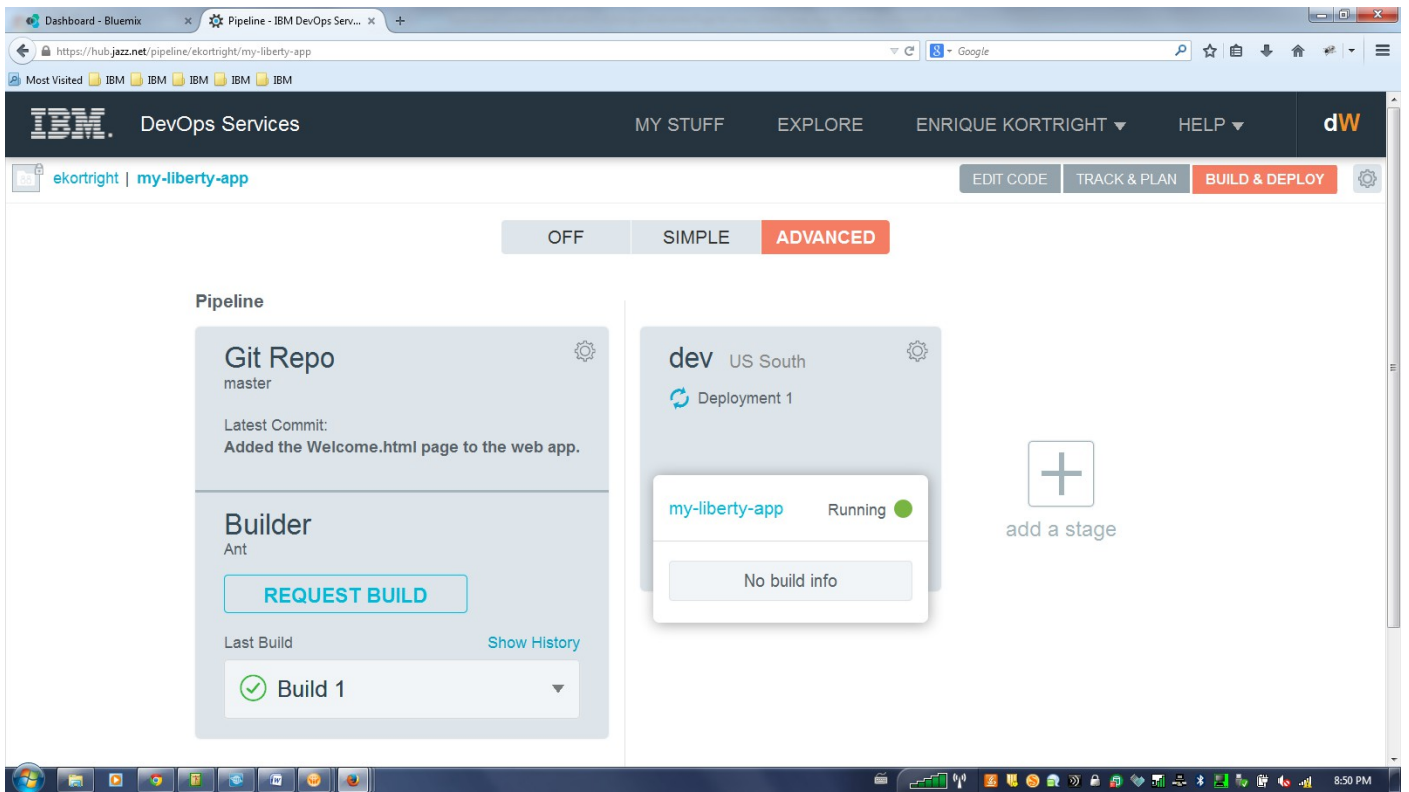 Dashboard - Bluemix
Pipeline - IBM DevOps Serv...
https://hub.jazz.net/pipeline/ekortright/my-liberty-app
Google
Most Visited IBM IBM IBM IBM IBM
IBM. DevOps Services MY STUFF EXPLORE ENRIQUE KORTRIGHT HELP dW
ekortright | my-liberty-app EDIT CODE TRACK & PLAN BUILD & DEPLOY
OFF SIMPLE ADVANCED
Pipeline
Git Repo
master
Latest Commit:
Added the Welcome.html page to the web app.
Builder
Ant
REQUEST BUILD
Last Build Show History
Build 1
dev US South
Deployment 1
my-liberty-app Running
No build info
add a stage
8:50 PM